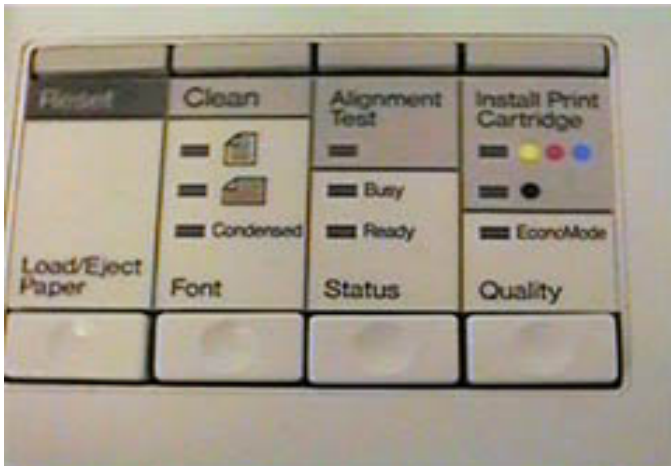 Reset
Clean
Alignment
Test
Install Print
Cartridge
Busy
Condensed
Ready
EconoMode
Load/Eject
Paper
Font
Status
Quality